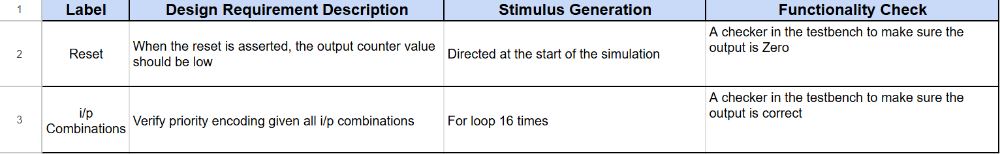 1 Label Design Requirement Description Stimulus Generation Functionality Check
2 Reset
When the reset is asserted, the output counter value
should be low
Directed at the start of the simulation
A checker in the testbench to make sure the
output is Zero
3 i/p
Combinations
Verify priority encoding given all i/p combinations
For loop 16 times
A checker in the testbench to make sure the
output is correct